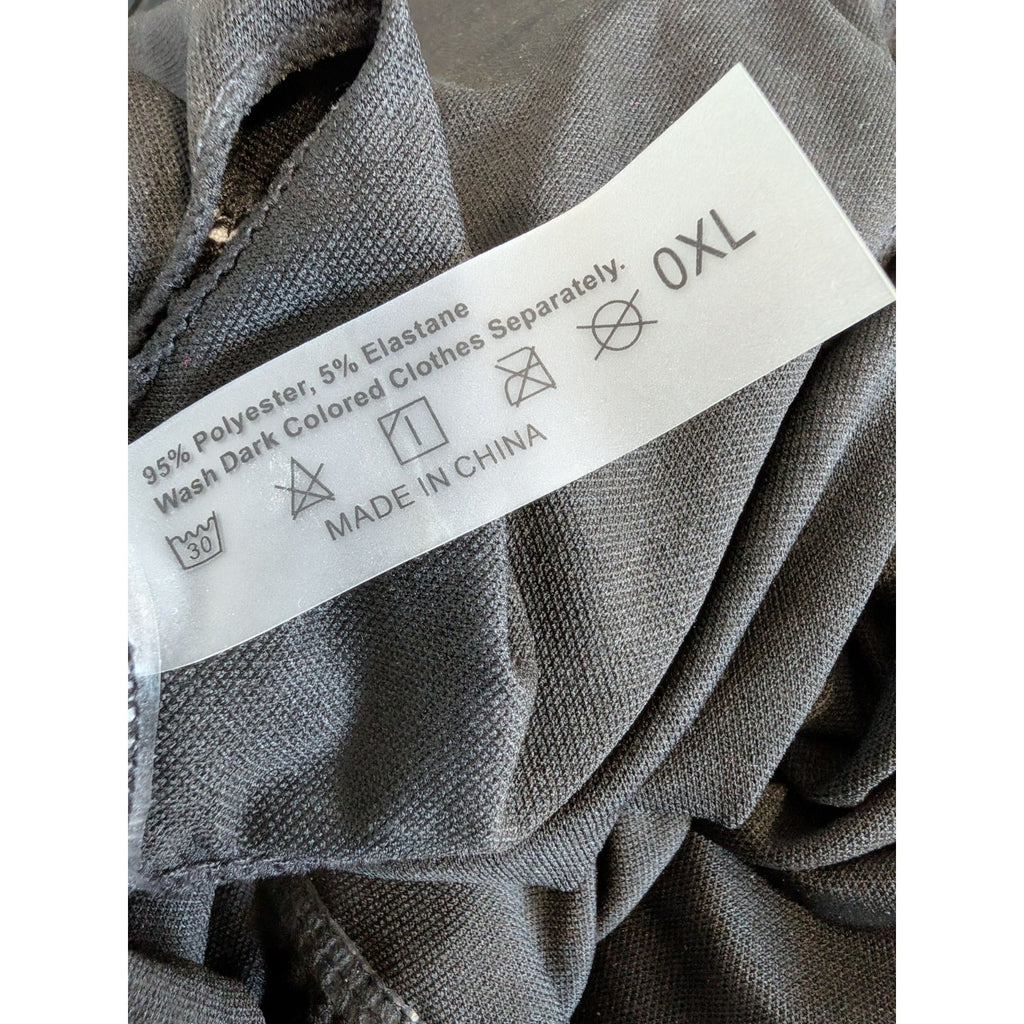 95% Polyester, 5% Elastane
Wash Dark Colored Clothes Separately.
30
MADE IN CHINA
0XL